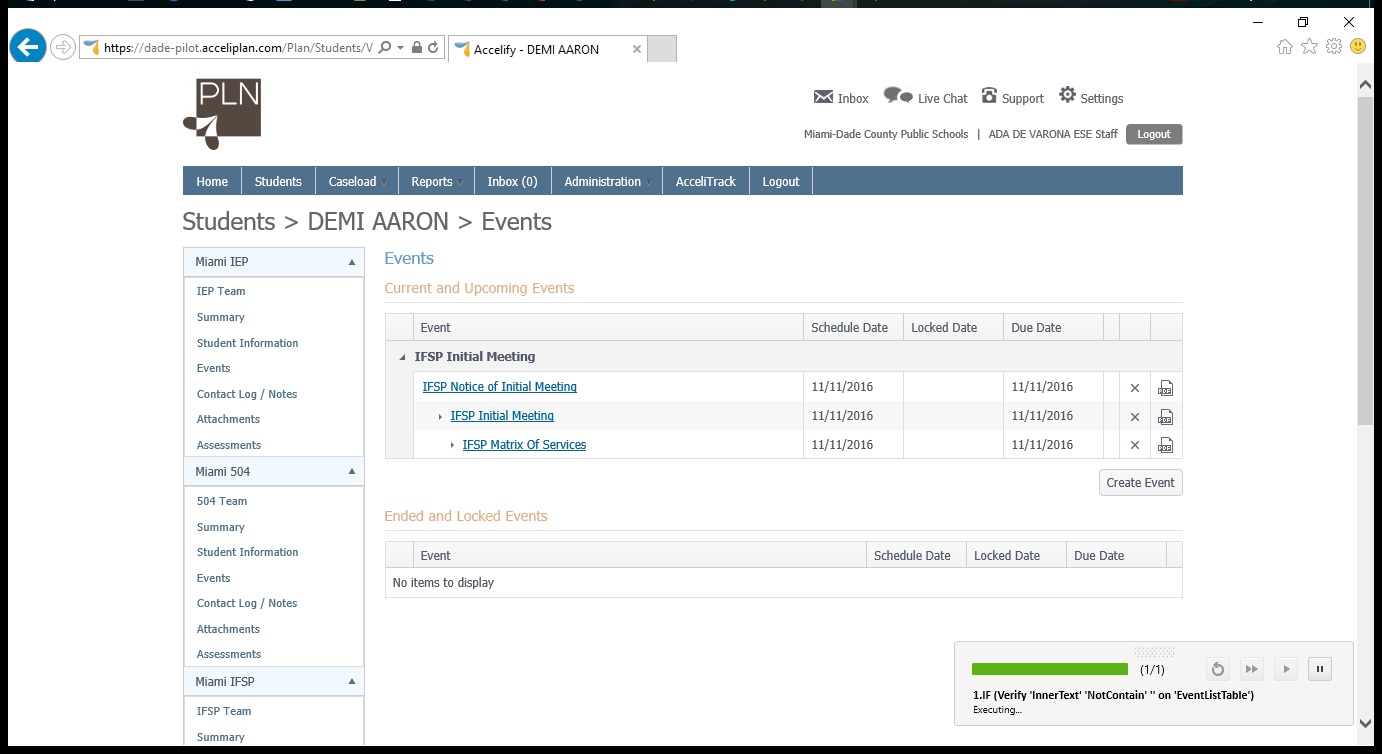 https://dade-pilot.acceliplan.com/Plan/Students/V
Accelify - DEMI AARON
PLN
Inbox Live Chat Support Settings
Miami-Dade County Public Schools | ADA DE VARONA ESE Staff Logout
Home Students Caseload Reports Inbox (0) Administration AcceliTrack Logout
Students > DEMI AARON > Events
Miami IEP
IEP Team
Summary
Student Information
Events
Contact Log / Notes
Attachments
Assessments
Miami 504
504 Team
Summary
Student Information
Events
Contact Log / Notes
Attachments
Assessments
Miami IFSP
IFSP Team
Summary
Events
Current and Upcoming Events
Event Schedule Date Locked Date Due Date
IFSP Initial Meeting
IFSP Notice of Initial Meeting 11/11/2016 11/11/2016
IFSP Initial Meeting 11/11/2016 11/11/2016
IFSP Matrix Of Services 11/11/2016 11/11/2016
Create Event
Ended and Locked Events
Event Schedule Date Locked Date Due Date
No items to display
(1/1)
1.IF (Verify 'InnerText' 'NotContain' '' on 'EventListTable')
Executing...